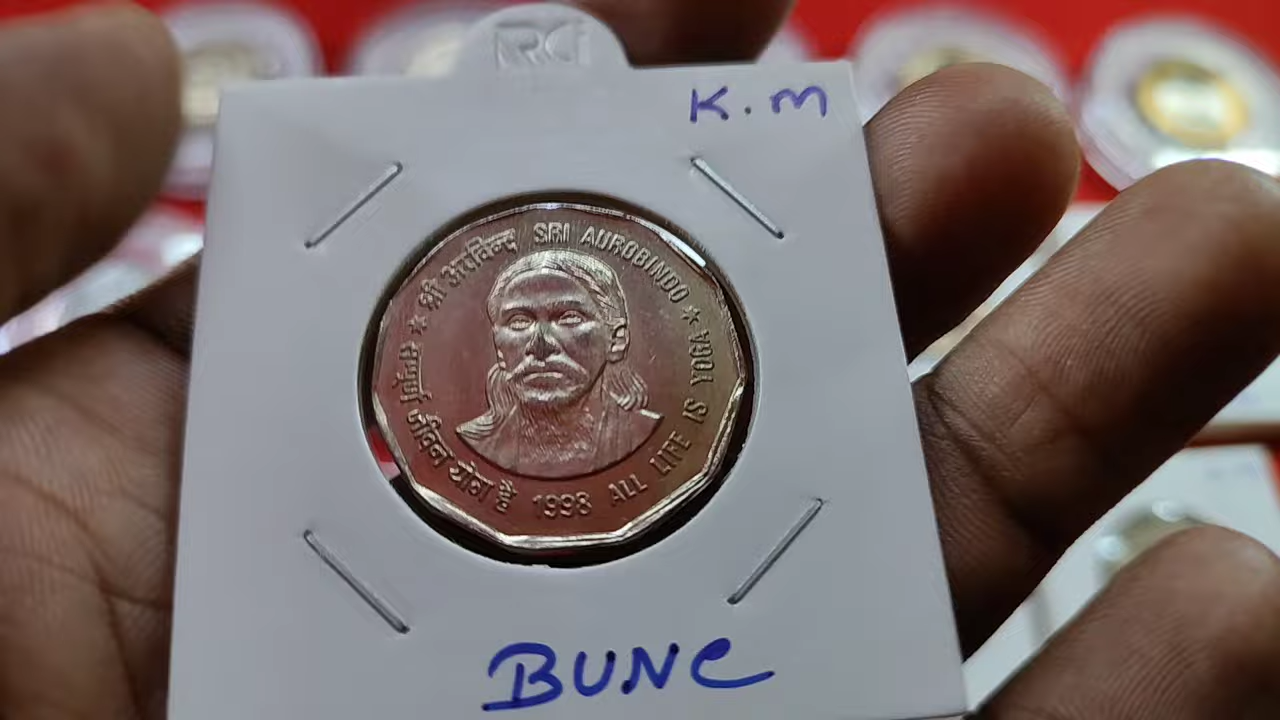 K.M
श्री अरविन्द SRI AUROBINDO
सम्पूर्ण जीवन योग है 1998 ALL LIFE IS YOGA
BUNC